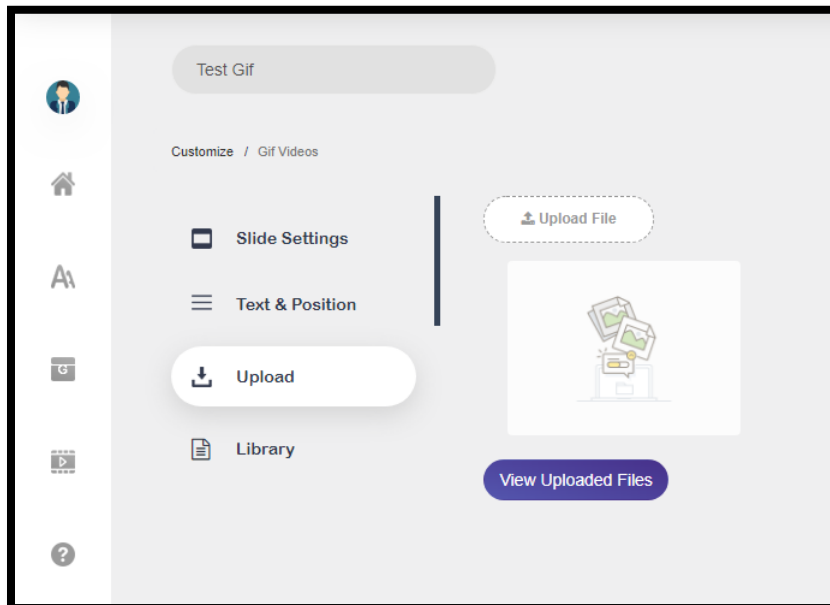 Test Gif
Customize / Gif Videos
Slide Settings
Text & Position
Upload
Library
Upload File
View Uploaded Files